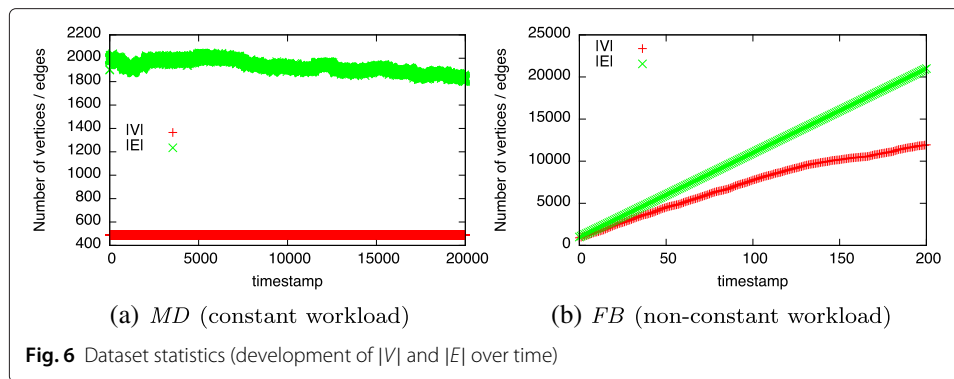 2200
2000
1800
1600
1400
1200
1000
800
600
400
Number of vertices / edges
|V|
|E|
0 5000 10000 15000 20000
timestamp
(a) MD (constant workload)
25000
20000
15000
10000
5000
0
Number of vertices / edges
|V|
|E|
0 50 100 150 200
timestamp
(b) FB (non-constant workload)
Fig. 6 Dataset statistics (development of |V| and |E| over time)